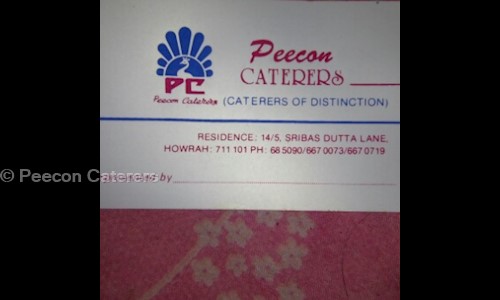 Peecon
CATERERS
PC
Peecon Caterers
(CATERERS OF DISTINCTION)
RESIDENCE: 14/5, SRIBAS DUTTA LANE,
HOWRAH: 711 101 PH: 68 5090/667 0073/667 0719
by
© Peecon Caterers